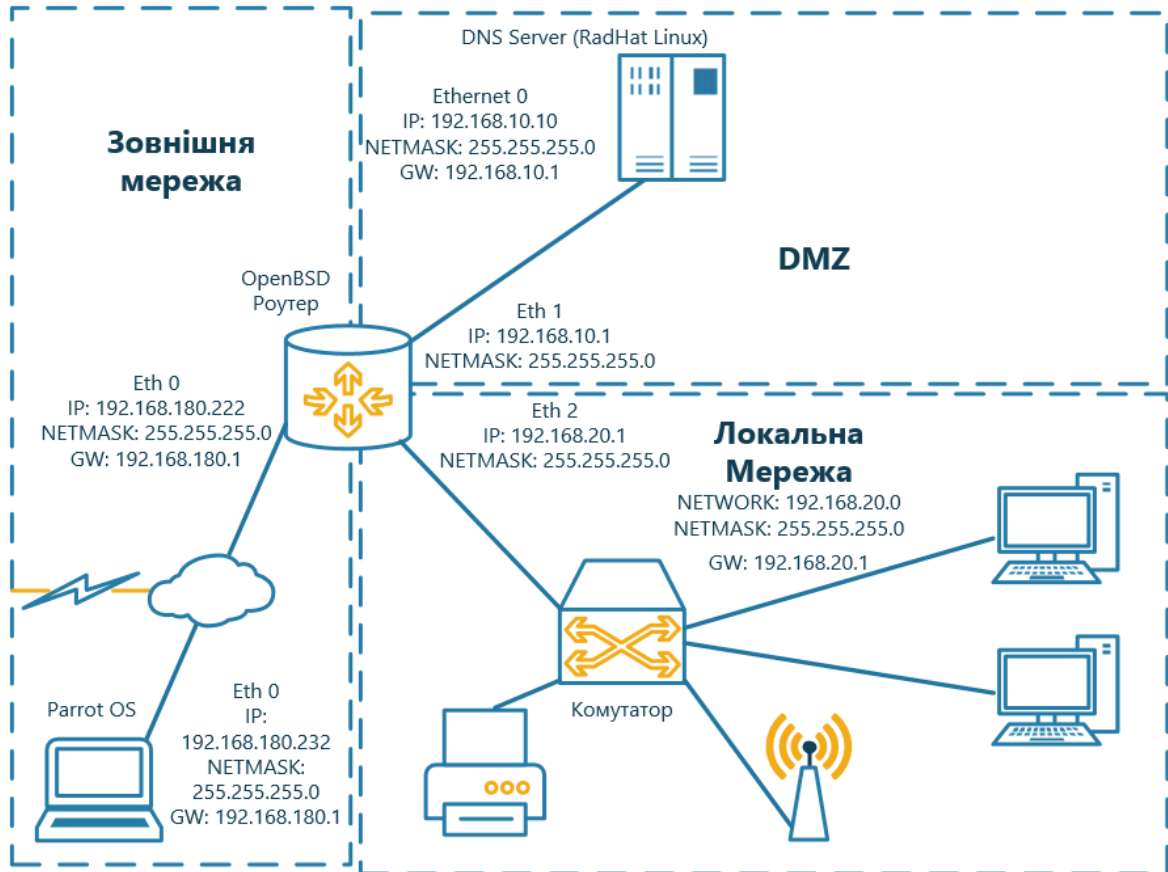 DNS Server (RadHat Linux)
Ethernet 0
IP: 192.168.10.10
NETMASK: 255.255.255.0
GW: 192.168.10.1
Зовнішня
мережа
DMZ
OpenBSD
Роутер
Eth 1
IP: 192.168.10.1
NETMASK: 255.255.255.0
Eth 0
IP: 192.168.180.222
NETMASK: 255.255.255.0
GW: 192.168.180.1
Eth 2
IP: 192.168.20.1
NETMASK: 255.255.255.0
Локальна
Мережа
NETWORK: 192.168.20.0
NETMASK: 255.255.255.0
GW: 192.168.20.1
Parrot OS
Eth 0
IP:
192.168.180.232
NETMASK:
255.255.255.0
GW: 192.168.180.1
Комутатор